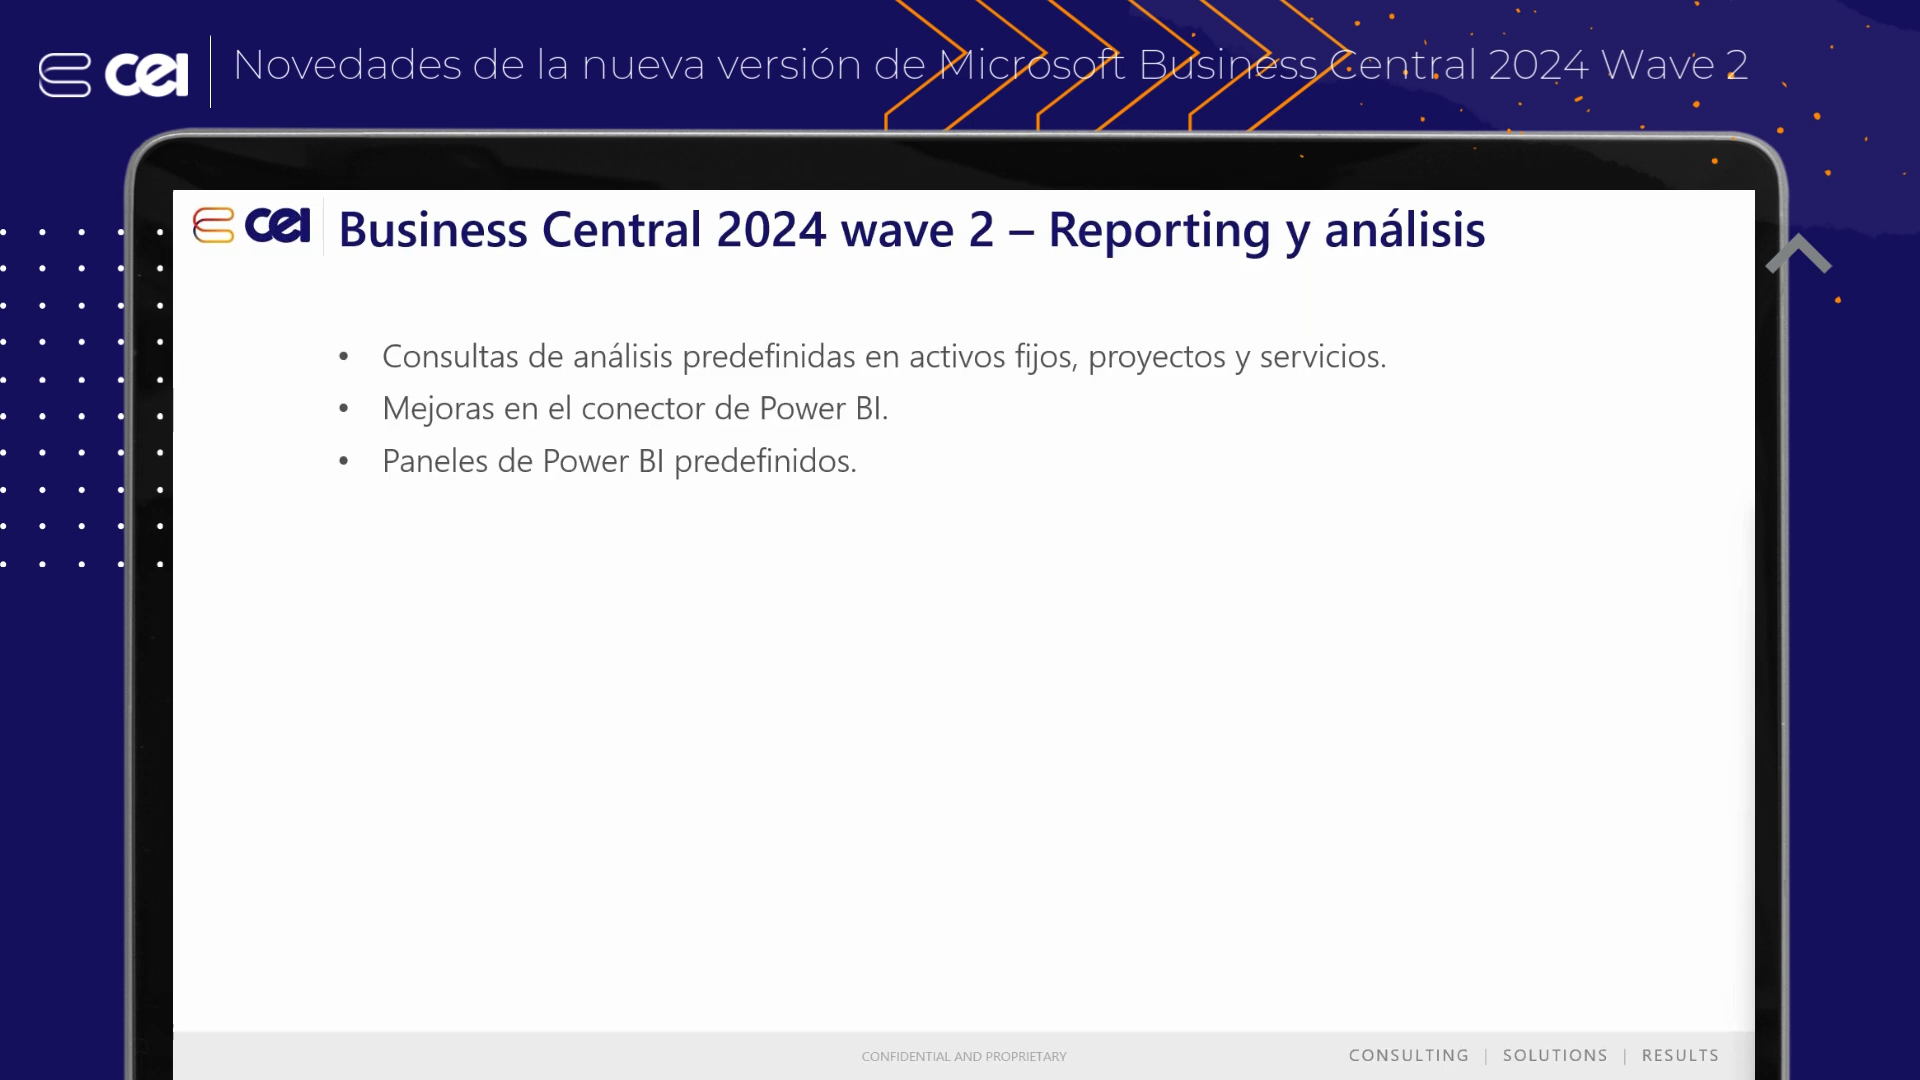 cei
Novedades de la nueva versión de Microsoft Business Central 2024 Wave 2
cei
Business Central 2024 wave 2 – Reporting y análisis
• Consultas de análisis predefinidas en activos fijos, proyectos y servicios.
• Mejoras en el conector de Power BI.
• Paneles de Power BI predefinidos.
CONFIDENTIAL AND PROPRIETARY
CONSULTING | SOLUTIONS | RESULTS